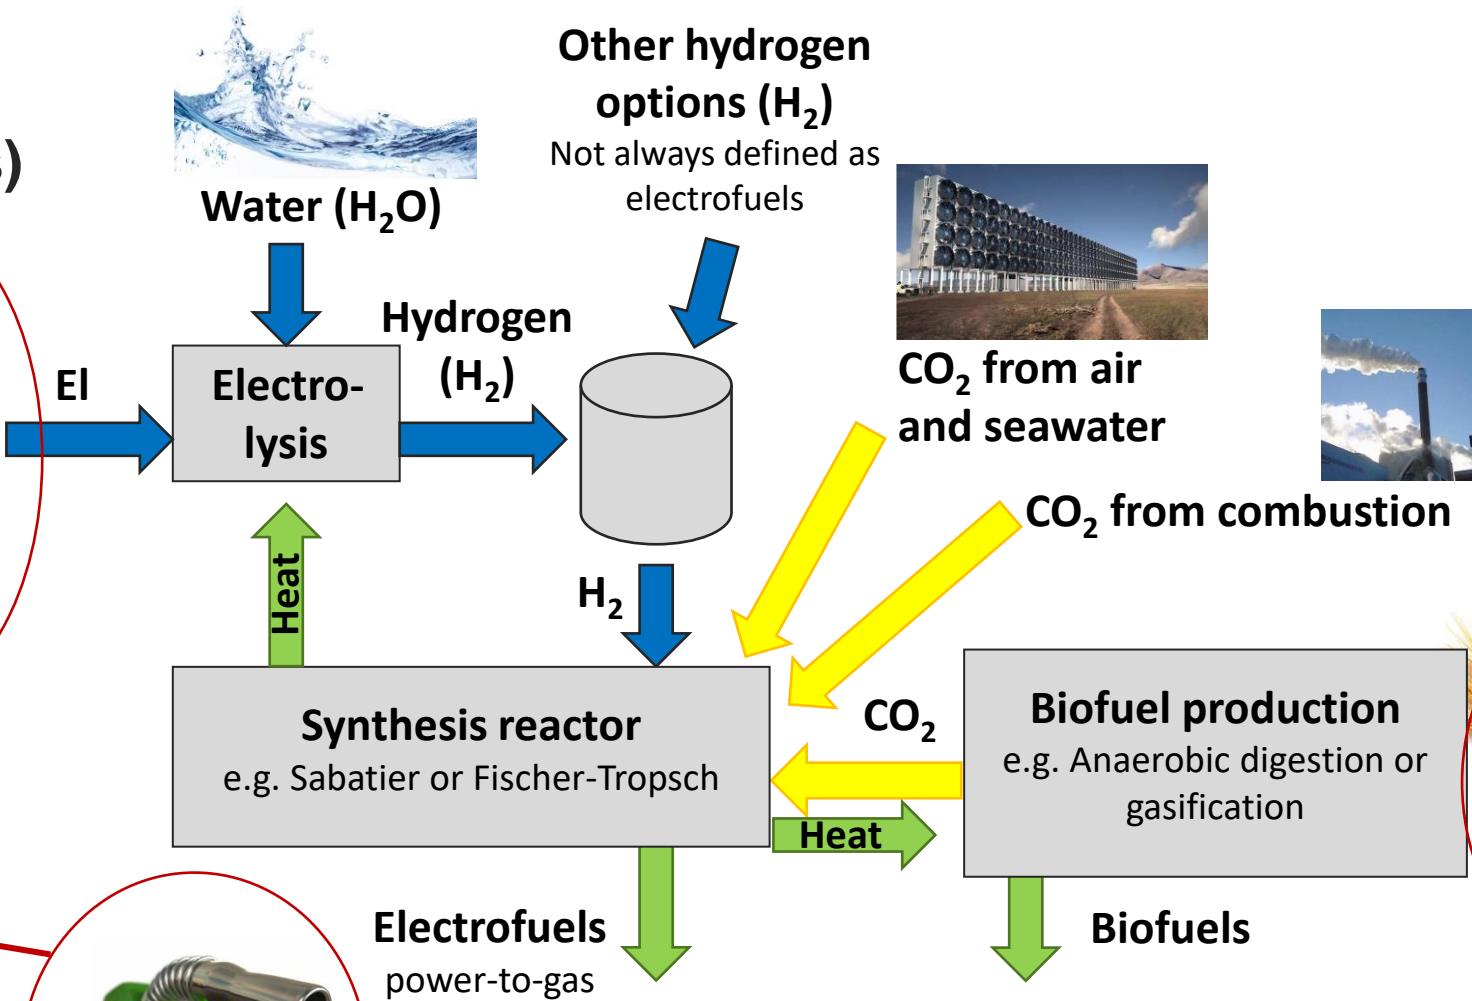 Other hydrogen
options (H₂)
Not always defined as
electrofuels
s)
Water (H₂O)
Hydrogen
(H₂)
El
Electro-
lysis
CO₂ from air
and seawater
CO₂ from combustion
Heat
H₂
Synthesis reactor
e.g. Sabatier or Fischer-Tropsch
CO₂
Heat
Biofuel production
e.g. Anaerobic digestion or
gasification
Electrofuels
power-to-gas
Biofuels